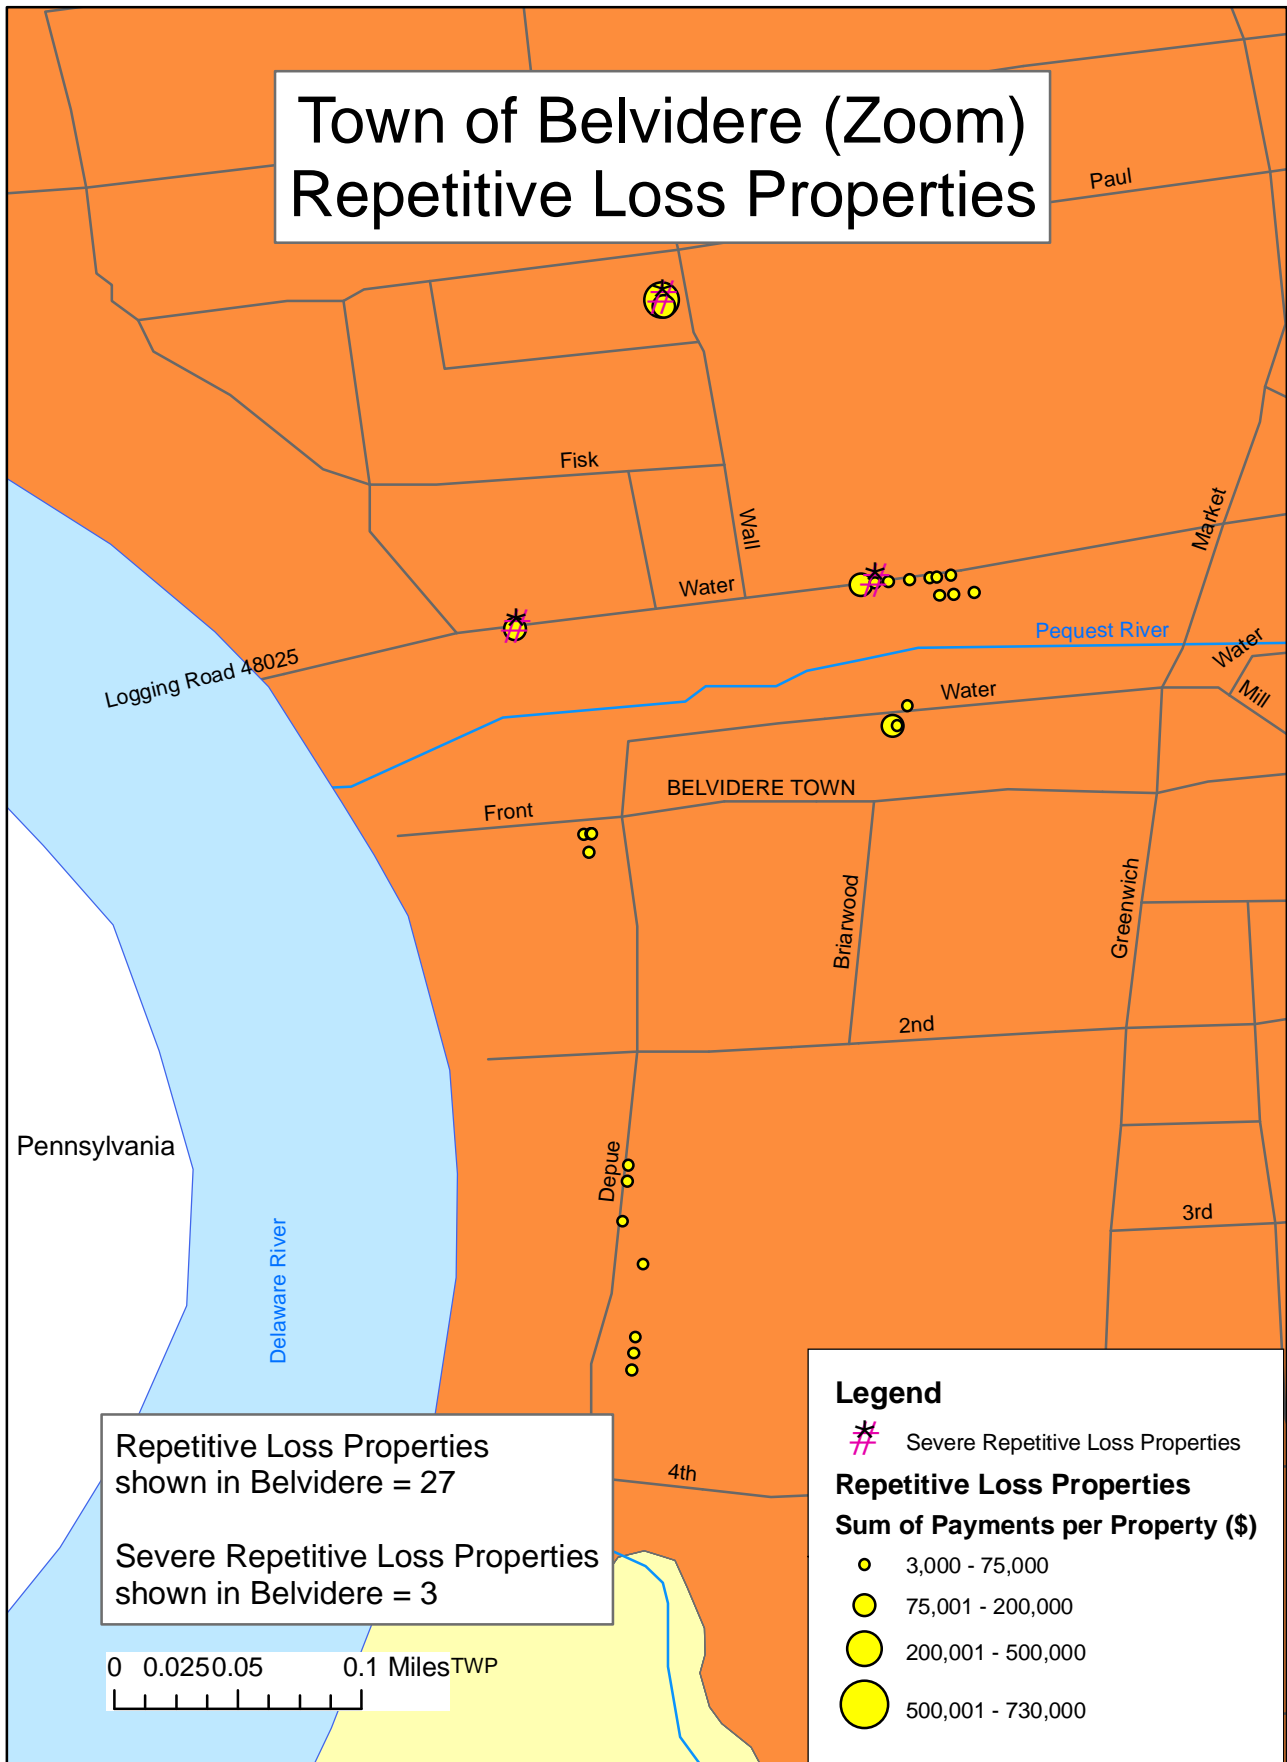 Town of Belvidere (Zoom)
Repetitive Loss Properties
Paul
Fisk
Wall
Market
Water
Pequest River
Water
Logging Road 48025
Water
Mill
BELVIDERE TOWN
Front
Briarwood
Greenwich
2nd
Pennsylvania
Depue
3rd
Delaware River
4th
Repetitive Loss Properties
shown in Belvidere = 27
Severe Repetitive Loss Properties
shown in Belvidere = 3
0 0.025 0.05 0.1 Miles
TWP
Legend
Severe Repetitive Loss Properties
Repetitive Loss Properties
Sum of Payments per Property ($)
3,000 - 75,000
75,001 - 200,000
200,001 - 500,000
500,001 - 730,000